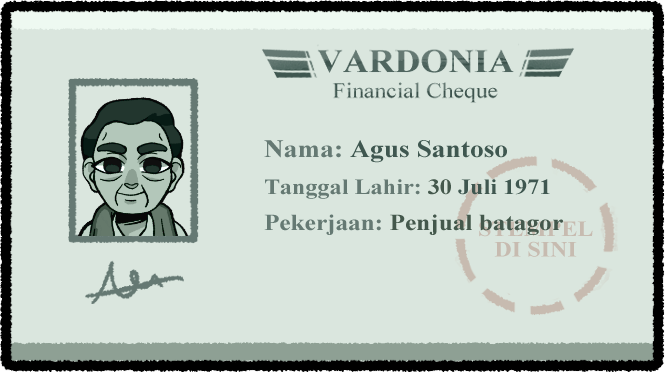 VARDONIA
Financial Cheque
Nama: Agus Santoso
Tanggal Lahir: 30 Juli 1971
Pekerjaan: Penjual batagor
STEMPEL
DI SINI